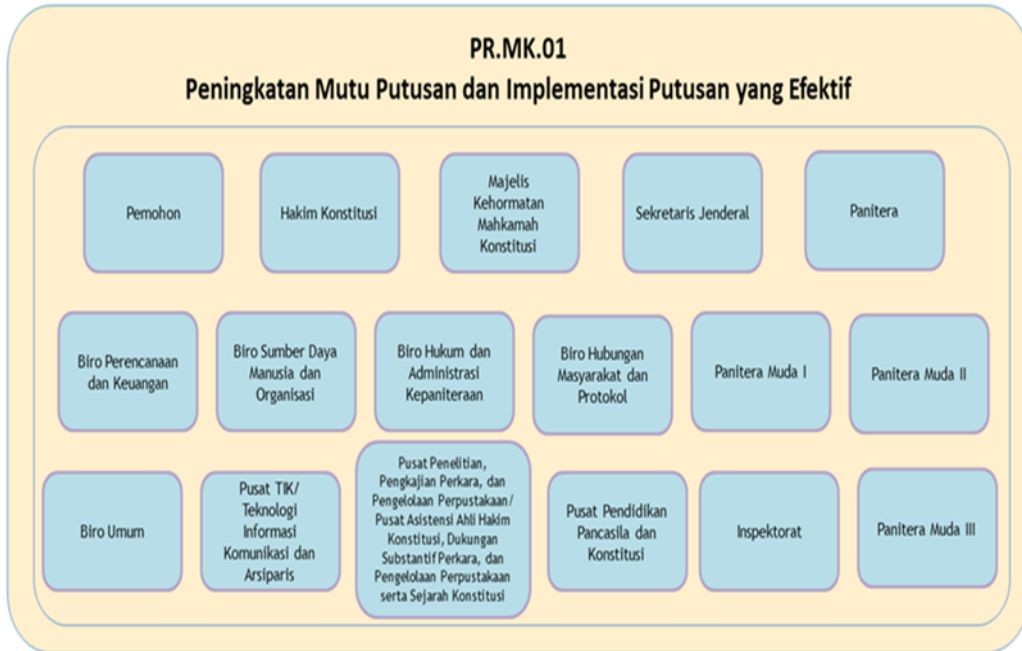 PR.MK.01
Peningkatan Mutu Putusan dan Implementasi Putusan yang Efektif
Pemohon
Hakim Konstitusi
Majelis
Kehormatan
Mahkamah
Konstitusi
Sekretaris Jenderal
Panitera
Biro Perencanaan
dan Keuangan
Biro Sumber Daya
Manusia dan
Organisasi
Biro Hukum dan
Administrasi
Kepaniteraan
Biro Hubungan
Masyarakat dan
Protokol
Panitera Muda I
Panitera Muda II
Biro Umum
Pusat TIK/
Teknologi
Informasi
Komunikasi dan
Arsiparis
Pusat Penelitian,
Pengkajian Perkara, dan
Pengelolaan Perpustakaan/
Pusat Asistensi Ahli Hakim
Konstitusi, Dukungan
Substantif Perkara, dan
Pengelolaan Perpustakaan
serta Sejarah Konstitusi
Pusat Pendidikan
Pancasila dan
Konstitusi
Inspektorat
Panitera Muda III